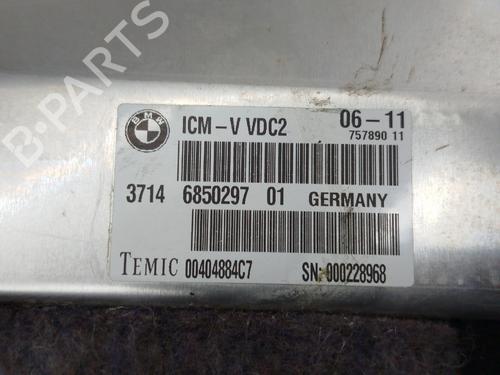 BMW
ICM-V VDC2
06-11
757890 11
3714 6850297 01 GERMANY
TEMIC 00404884C7
SN: 000228968
B-PARTS